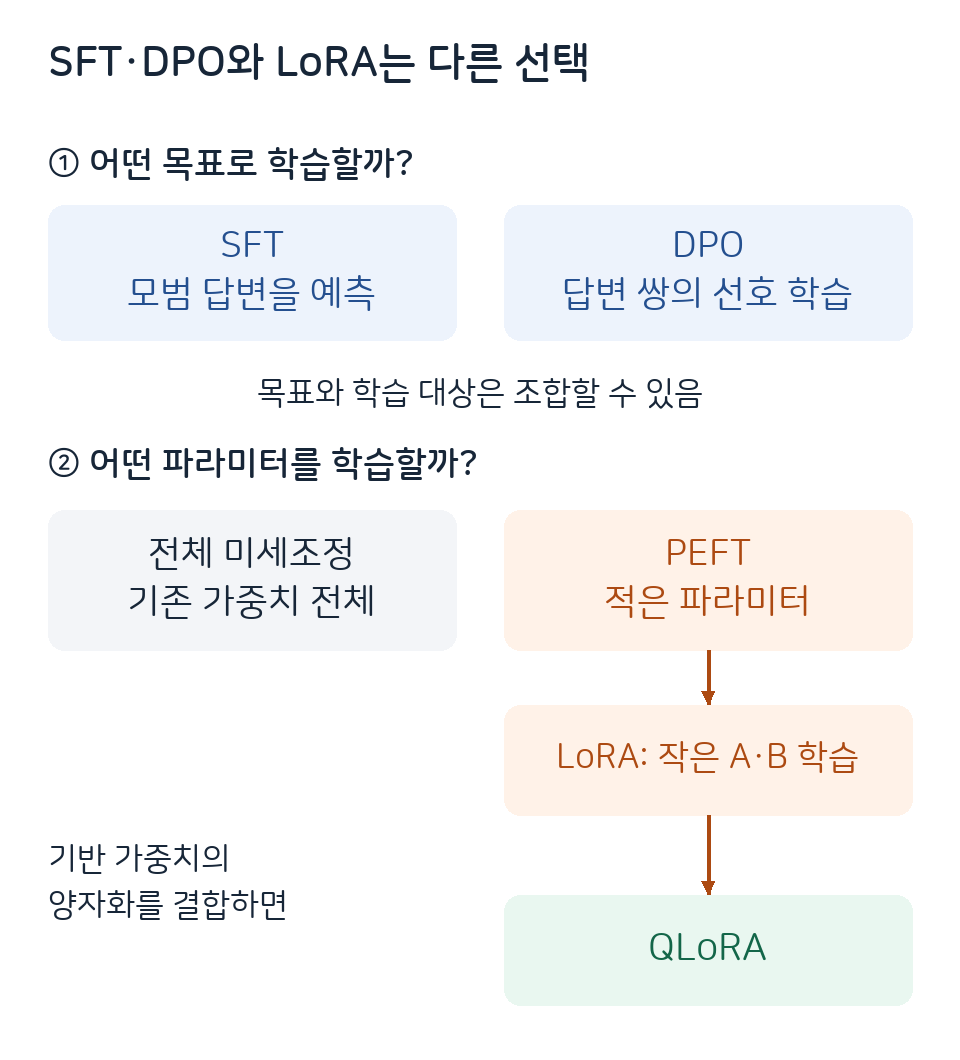 SFT·DPO와 LoRA는 다른 선택
① 어떤 목표로 학습할까?
SFT
모범 답변을 예측
DPO
답변 쌍의 선호 학습
목표와 학습 대상은 조합할 수 있음
② 어떤 파라미터를 학습할까?
전체 미세조정
기존 가중치 전체
PEFT
적은 파라미터
LoRA: 작은 A·B 학습
기반 가중치의
양자화를 결합하면
QLoRA